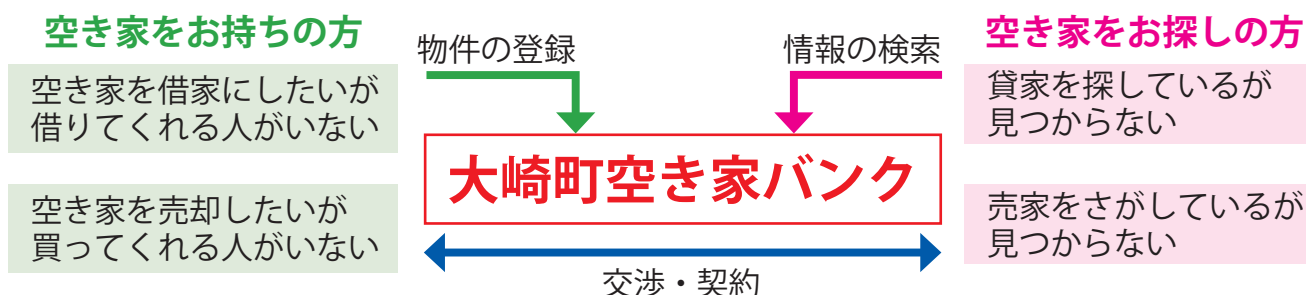 空き家をお持ちの方
空き家を借家にしたいが
借りてくれる人がいない
空き家を売却したいが
買ってくれる人がいない
物件の登録
情報の検索
大崎町空き家バンク
交渉・契約
空き家をお探しの方
貸家を探しているが
見つからない
売家をさがしているが
見つからない